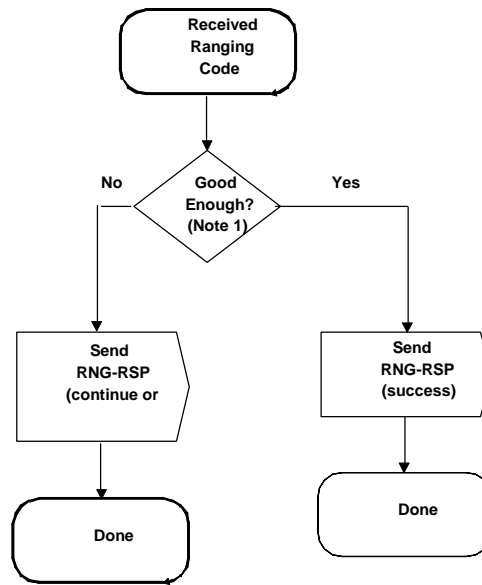 Received
Ranging
Code
No
Good
Enough?
(Note 1)
Yes
Send
RNG-RSP
(continue or
Send
RNG-RSP
(success)
Done
Done